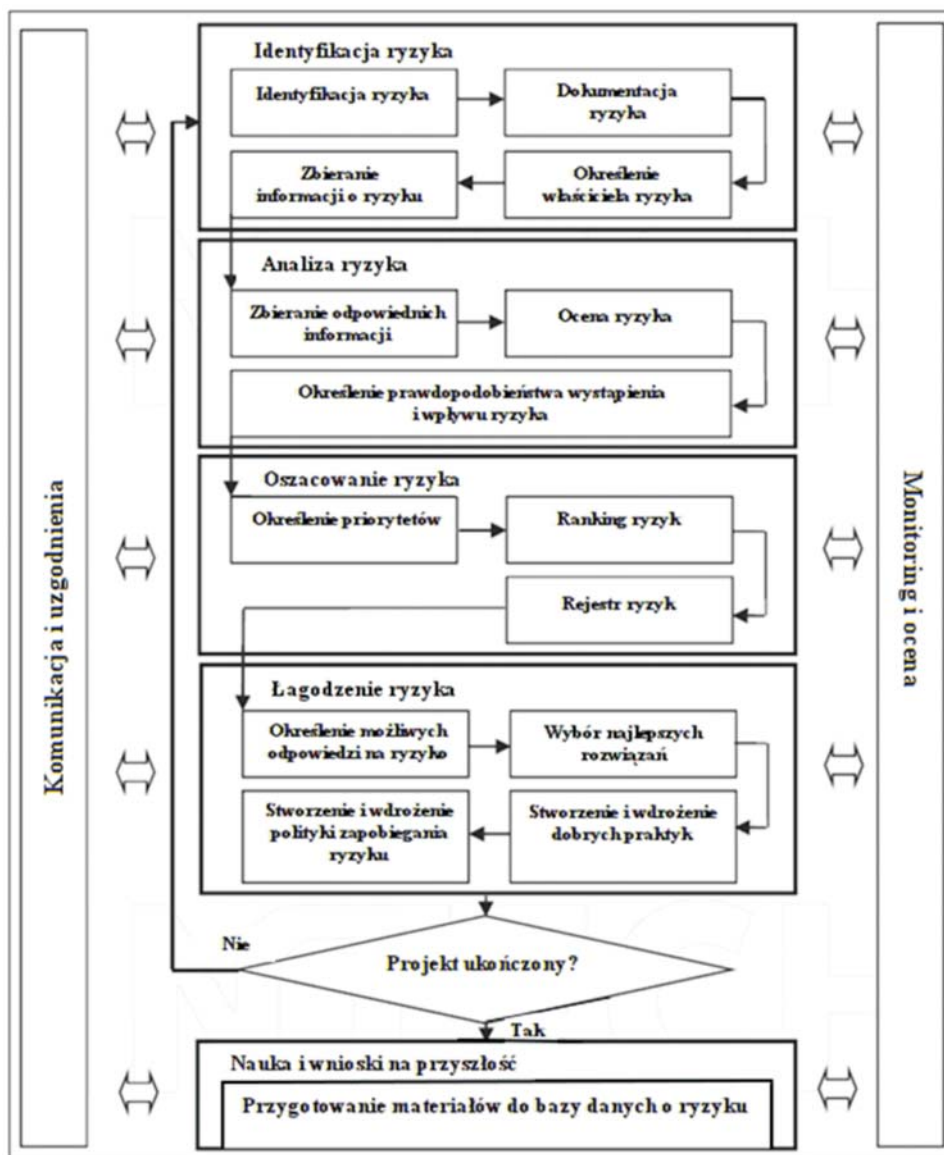 Komunikacja i uzgodnienia
Identyfikacja ryzyka
Identyfikacja ryzyka
Dokumentacja
ryzyka
Określenie
właściciela ryzyka
Zbieranie
informacji o ryzyku
Analiza ryzyka
Zbieranie odpowiednich
informacji
Ocena ryzyka
Określenie prawdopodobieństwa wystąpienia
i wpływu ryzyka
Oszacowanie ryzyka
Określenie priorytetów
Ranking ryzyk
Rejestr ryzyk
Łagodzenie ryzyka
Określenie możliwych
odpowiedzi na ryzyko
Wybór najlepszych
rozwiązań
Stworzenie i wdrożenie
dobrych praktyk
Stworzenie i wdrożenie
polityki zapobiegania
ryzyku
Projekt ukończony?
Nie
Tak
Nauka i wnioski na przyszłość
Przygotowanie materiałów do bazy danych o ryzyku
Monitoring i ocena